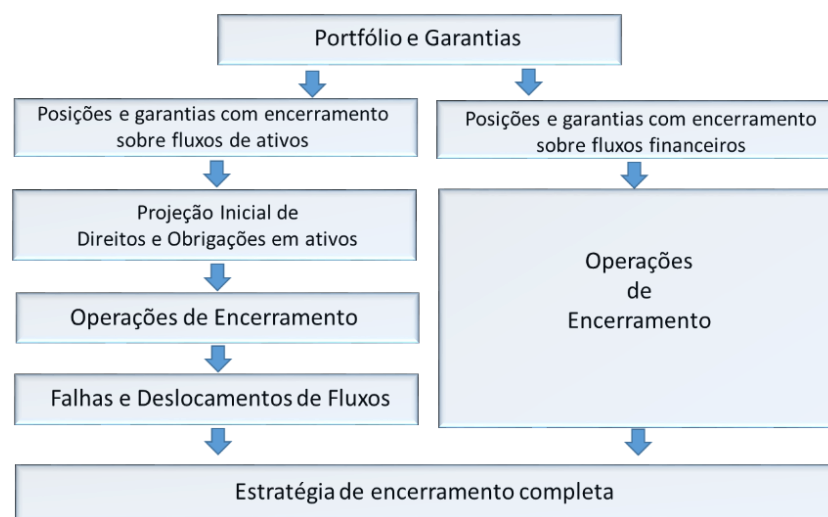 Portfólio e Garantias
Posições e garantias com encerramento
sobre fluxos de ativos
Posições e garantias com encerramento
sobre fluxos financeiros
Projeção Inicial de
Direitos e Obrigações em ativos
Operações de Encerramento
Falhas e Deslocamentos de Fluxos
Operações
de
Encerramento
Estratégia de encerramento completa